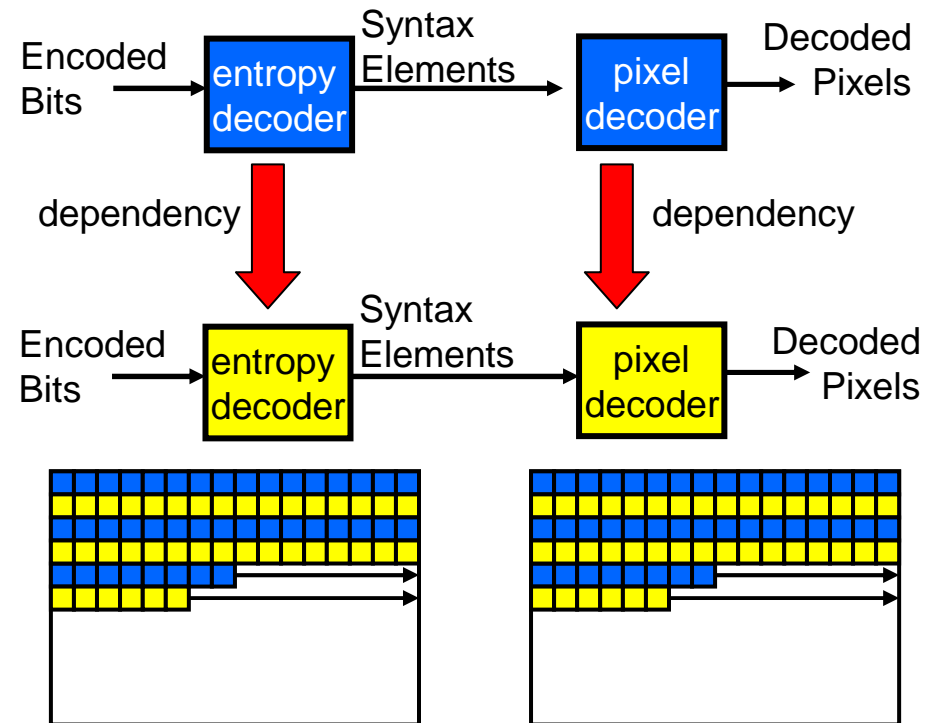 Encoded
Bits
entropy
decoder
Syntax
Elements
pixel
decoder
Decoded
Pixels
dependency
dependency
Encoded
Bits
entropy
decoder
Syntax
Elements
pixel
decoder
Decoded
Pixels